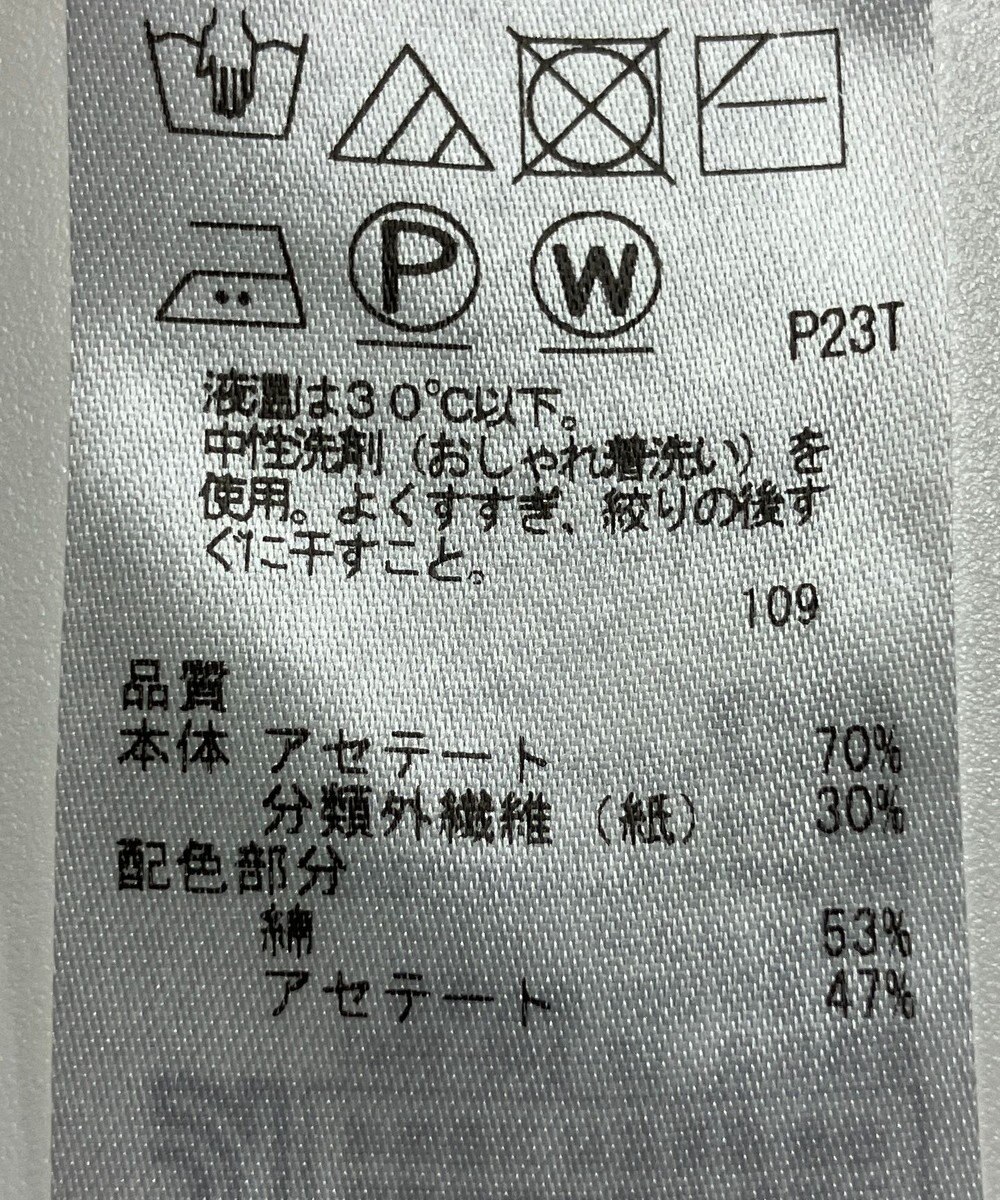 P W
P23T
液温は30℃以下。
中性洗剤（おしゃれ着洗い）を
使用。よくすすぎ、絞りの後す
ぐに干すこと。
109
品質
本体 アセテート 70%
分類外繊維（紙） 30%
配色部分
綿 53%
アセテート 47%